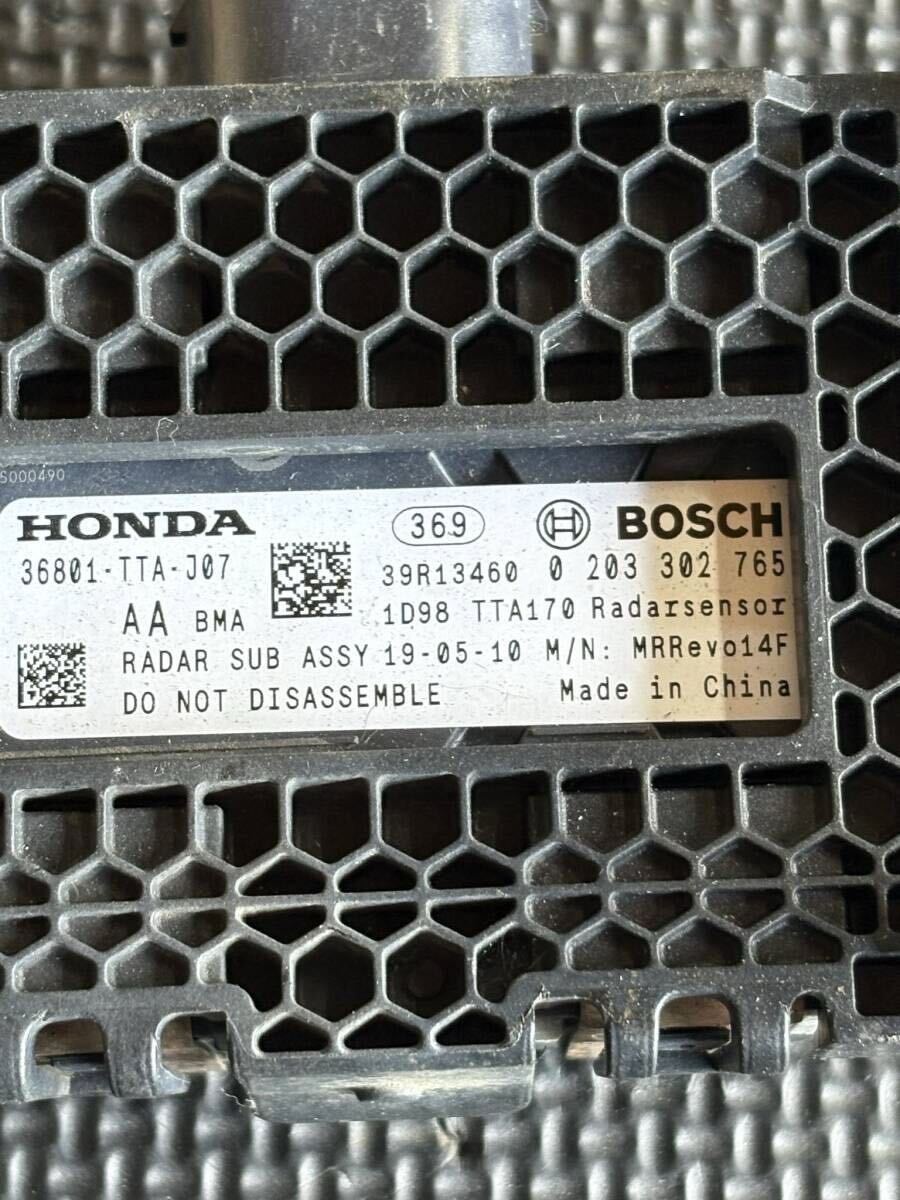 S000490
HONDA 369 BOSCH
36801-TTA-J07 39R13460 0 203 302 765
AA BMA 1D98 TTA170 Radarsensor
RADAR SUB ASSY 19-05-10 M/N: MRRevo14F
DO NOT DISASSEMBLE Made in China